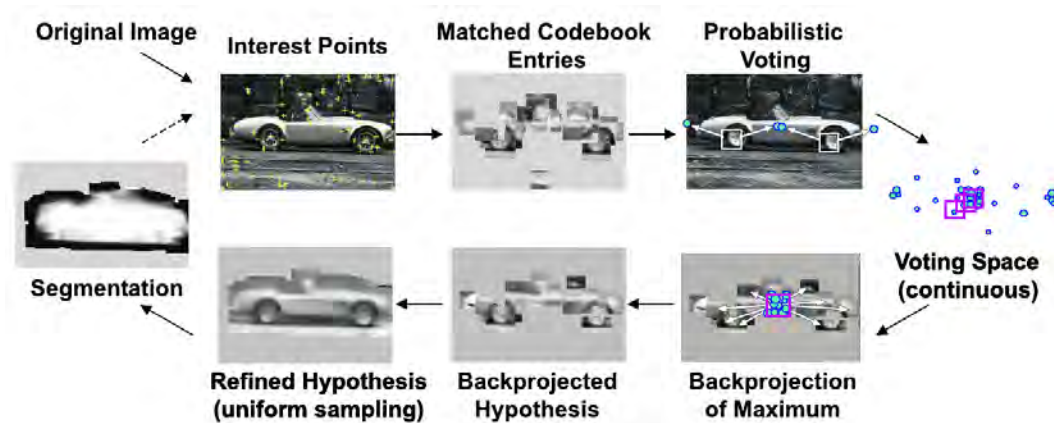 Original Image
Interest Points
Matched Codebook
Entries
Probabilistic
Voting
Voting Space
(continuous)
Segmentation
Refined Hypothesis
(uniform sampling)
Backprojected
Hypothesis
Backprojection
of Maximum